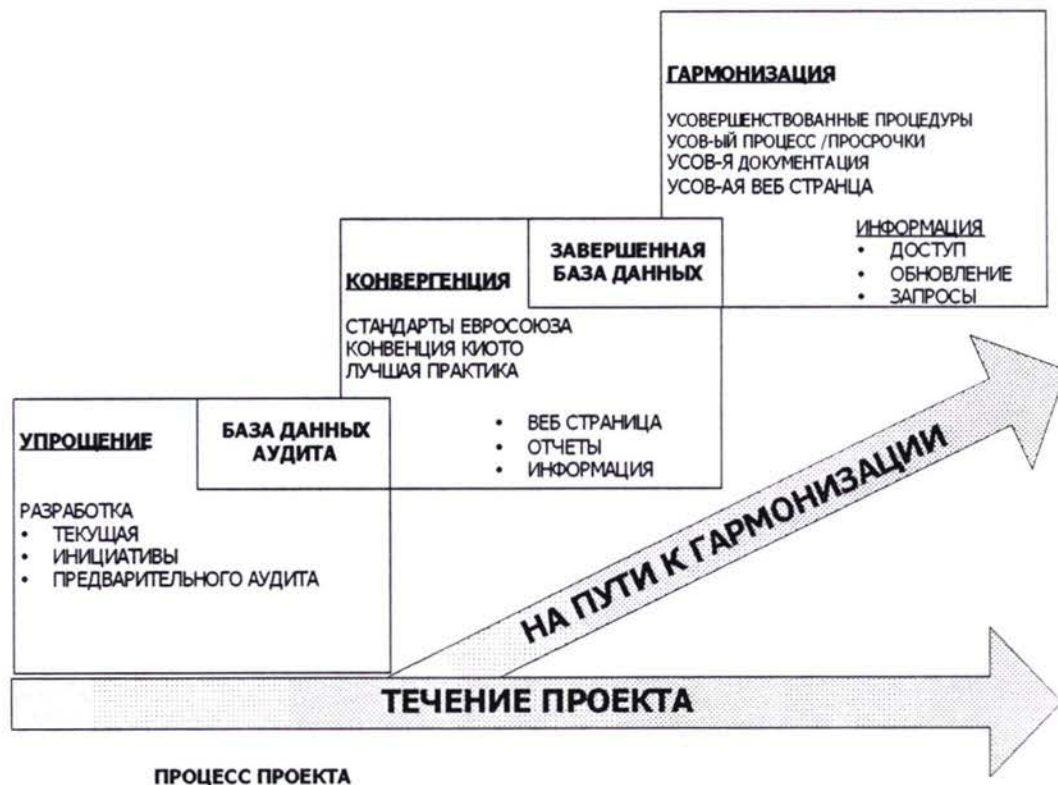 ГАРМОНИЗАЦИЯ
УСОВЕРШЕНСТВОВАННЫЕ ПРОЦЕДУРЫ
УСОВ-ЫЙ ПРОЦЕСС /ПРОСРОЧКИ
УСОВ-Я ДОКУМЕНТАЦИЯ
УСОВ-АЯ ВЕБ СТРАНЦА
ИНФОРМАЦИЯ
• ДОСТУП
• ОБНОВЛЕНИЕ
• ЗАПРОСЫ
ЗАВЕРШЕННАЯ
БАЗА ДАННЫХ
КОНВЕРГЕНЦИЯ
СТАНДАРТЫ ЕВРОСОЮЗА
КОНВЕНЦИЯ КИОТО
ЛУЧШАЯ ПРАКТИКА
• ВЕБ СТРАНИЦА
• ОТЧЕТЫ
• ИНФОРМАЦИЯ
БАЗА ДАННЫХ
АУДИТА
УПРОЩЕНИЕ
РАЗРАБОТКА
• ТЕКУЩАЯ
• ИНИЦИАТИВЫ
• ПРЕДВАРИТЕЛЬНОГО АУДИТА
НА ПУТИ К ГАРМОНИЗАЦИИ
ТЕЧЕНИЕ ПРОЕКТА
ПРОЦЕСС ПРОЕКТА